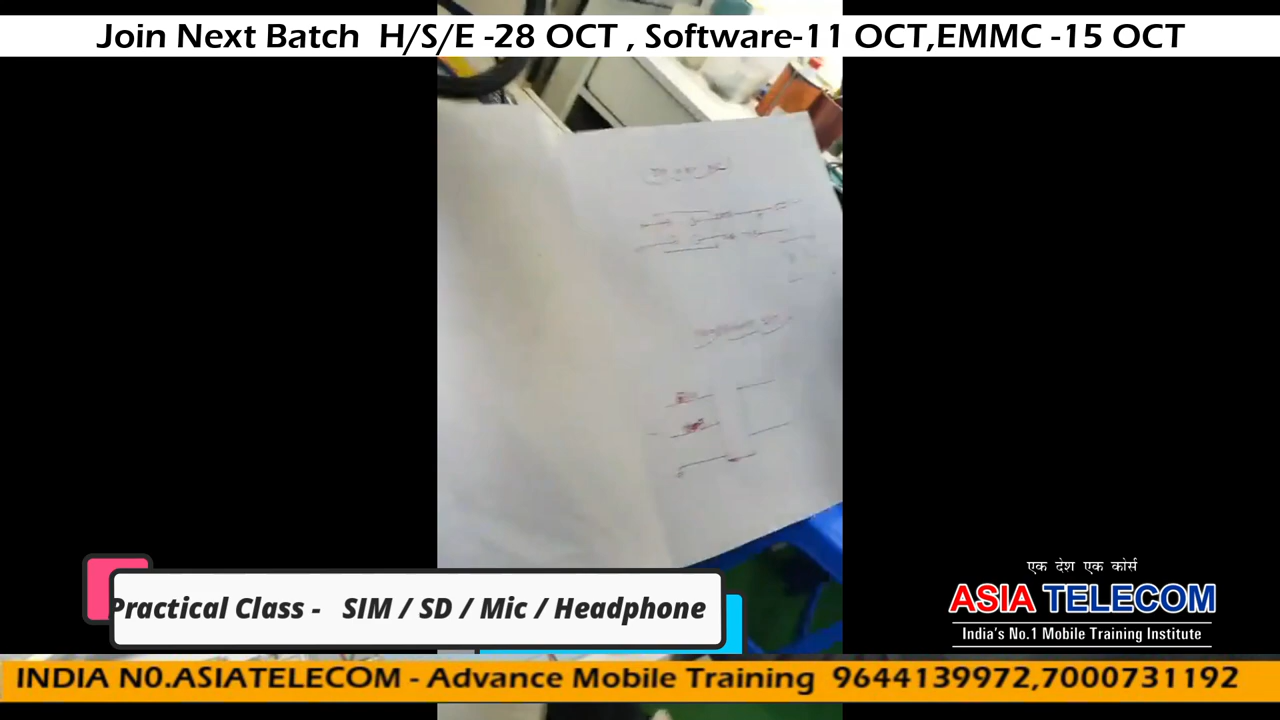 Join Next Batch H/S/E -28 OCT , Software-11 OCT,EMMC -15 OCT
Practical Class - SIM / SD / Mic / Headphone
एक देश एक कोर्स
ASIA TELECOM
India's No.1 Mobile Training Institute
INDIA N0.ASIATELECOM - Advance Mobile Training 9644139972,7000731192